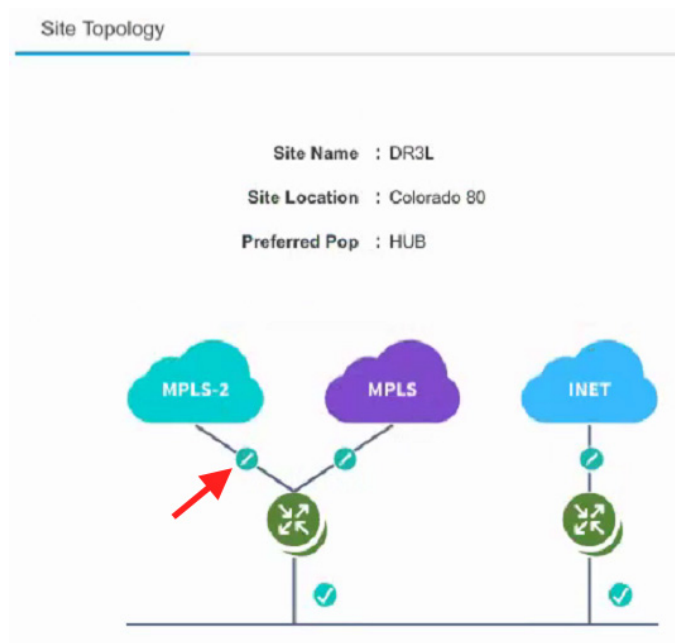 Site Topology
Site Name : DR3L
Site Location : Colorado 80
Preferred Pop : HUB
MPLS-2 MPLS INET